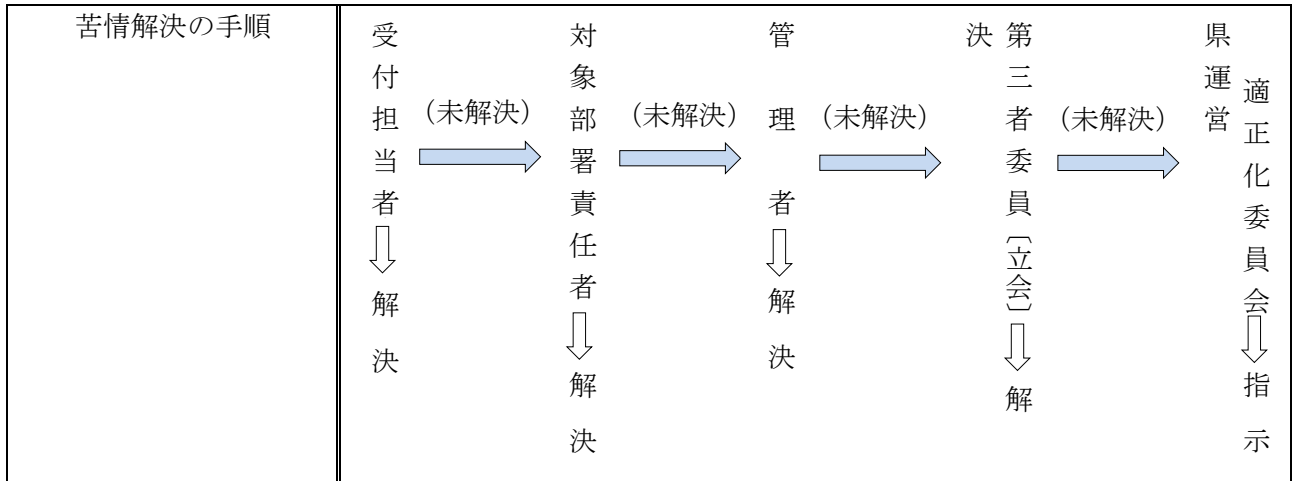 苦情解決の手順
受付担当者
解決
(未解決)
対象部署責任者
解決
(未解決)
管理者
解決
(未解決)
第三者委員〔立会〕
解
決
(未解決)
県運営
適正化委員会
指示